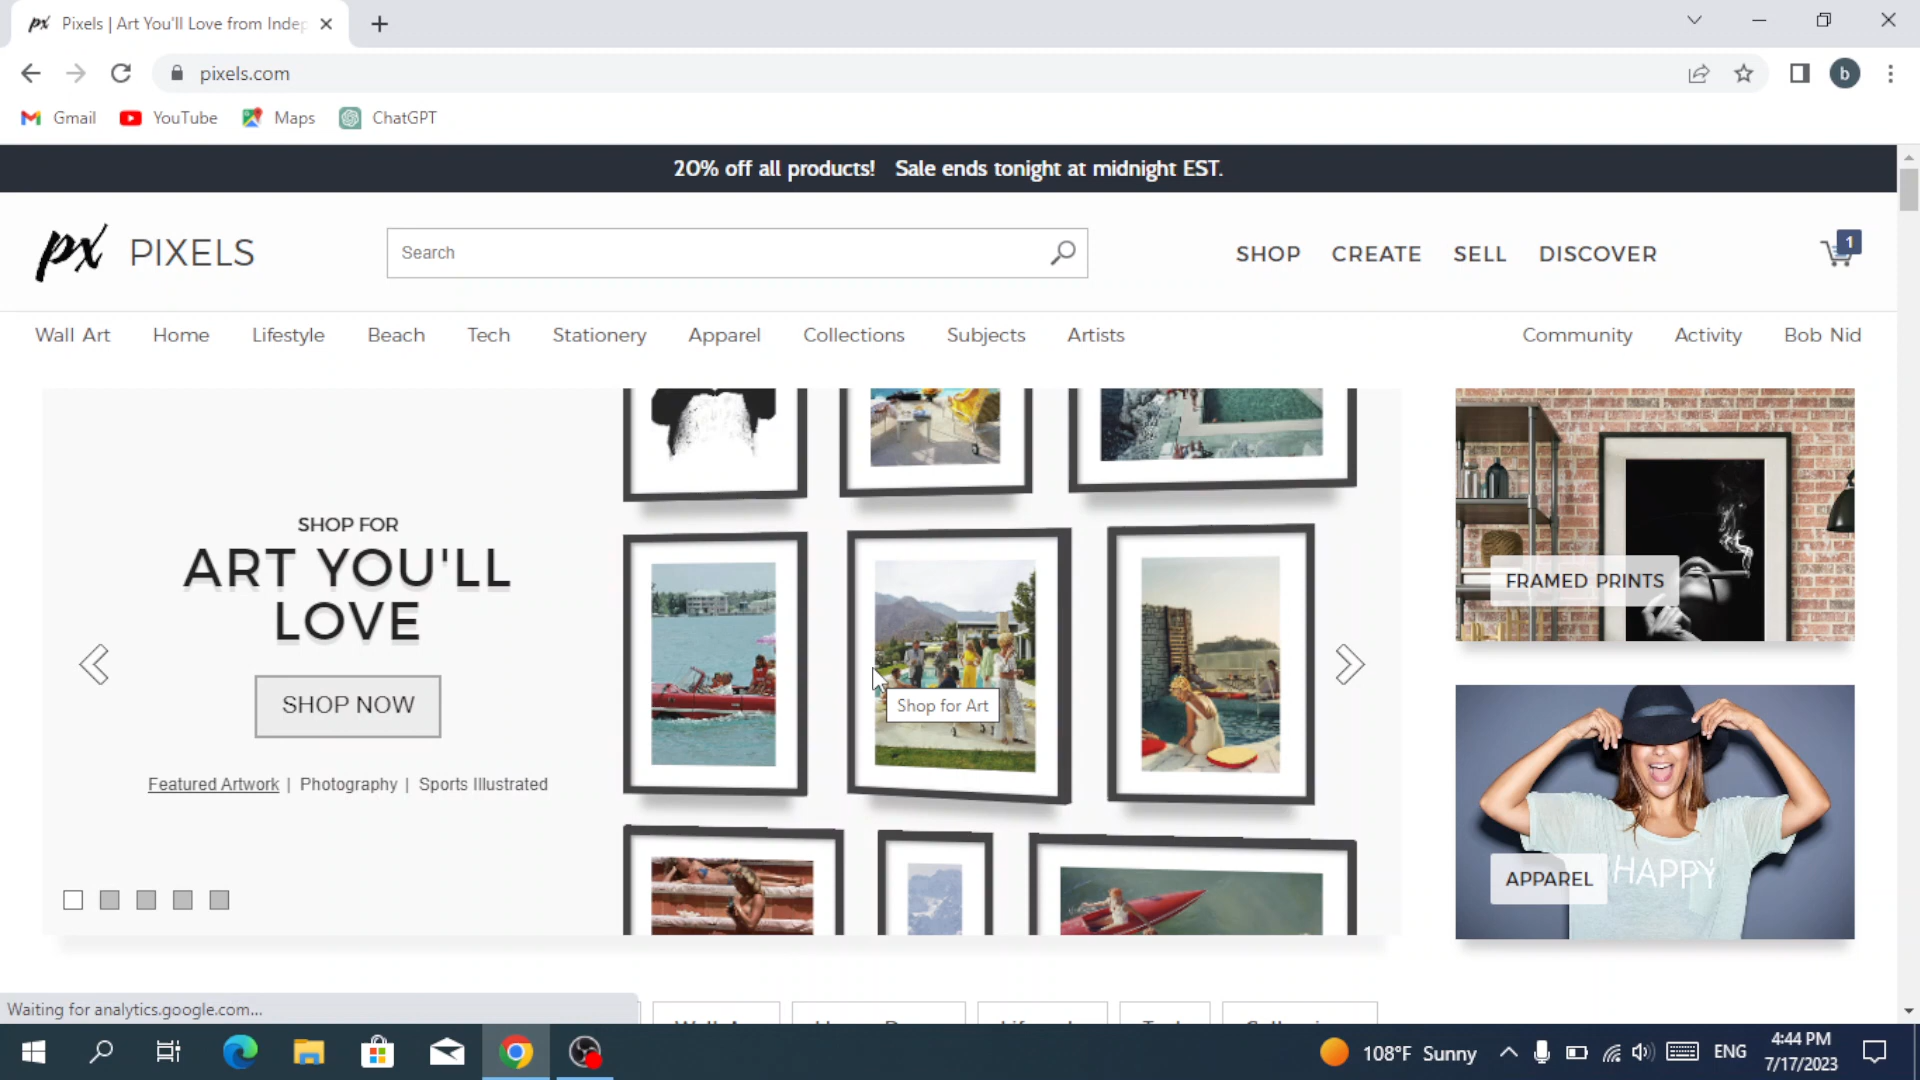 px Pixels | Art You'll Love from Indep
pixels.com
b
Gmail YouTube Maps ChatGPT
20% off all products! Sale ends tonight at midnight EST.
px PIXELS Search SHOP CREATE SELL DISCOVER 1
Wall Art Home Lifestyle Beach Tech Stationery Apparel Collections Subjects Artists Community Activity Bob Nid
SHOP FOR
ART YOU'LL
LOVE
SHOP NOW
Featured Artwork | Photography | Sports Illustrated
Shop for Art
FRAMED PRINTS
HAPPY
APPAREL
Waiting for analytics.google.com...
108°F Sunny ENG 4:44 PM
7/17/2023